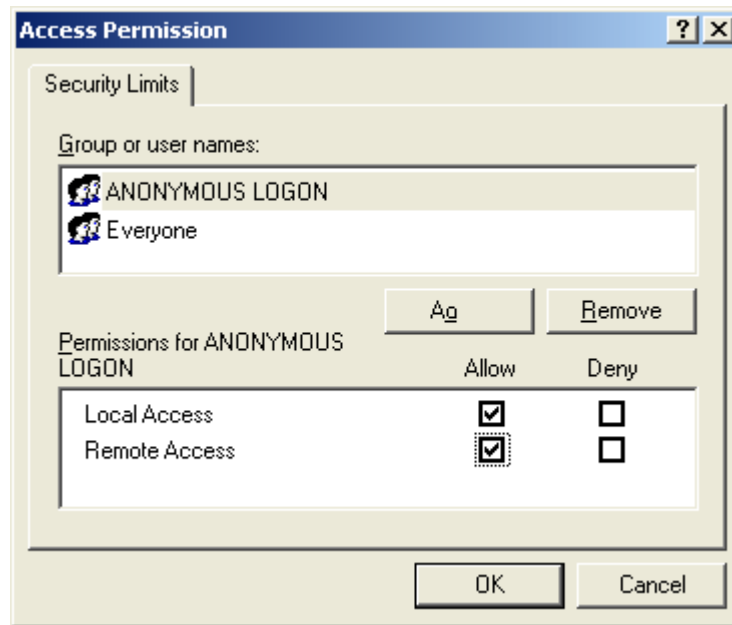 Access Permission
Security Limits
Group or user names:
ANONYMOUS LOGON
Everyone
Ao Remove
Permissions for ANONYMOUS
LOGON Allow Deny
Local Access
Remote Access
OK Cancel